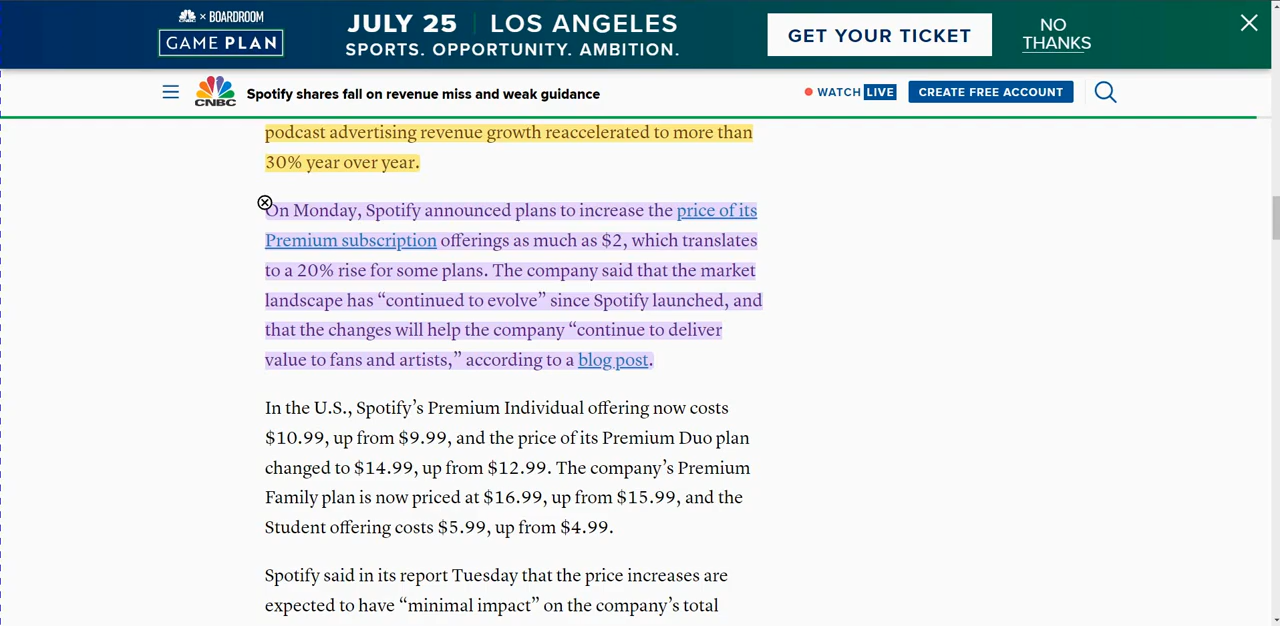 × BOARDROOM
GAME PLAN
JULY 25 | LOS ANGELES
SPORTS. OPPORTUNITY. AMBITION.
GET YOUR TICKET
NO
THANKS
CNBC
Spotify shares fall on revenue miss and weak guidance
WATCH LIVE
CREATE FREE ACCOUNT
podcast advertising revenue growth reaccelerated to more than
30% year over year.
On Monday, Spotify announced plans to increase the price of its
Premium subscription offerings as much as $2, which translates
to a 20% rise for some plans. The company said that the market
landscape has “continued to evolve” since Spotify launched, and
that the changes will help the company “continue to deliver
value to fans and artists,” according to a blog post.
In the U.S., Spotify’s Premium Individual offering now costs
$10.99, up from $9.99, and the price of its Premium Duo plan
changed to $14.99, up from $12.99. The company’s Premium
Family plan is now priced at $16.99, up from $15.99, and the
Student offering costs $5.99, up from $4.99.
Spotify said in its report Tuesday that the price increases are
expected to have “minimal impact” on the company’s total